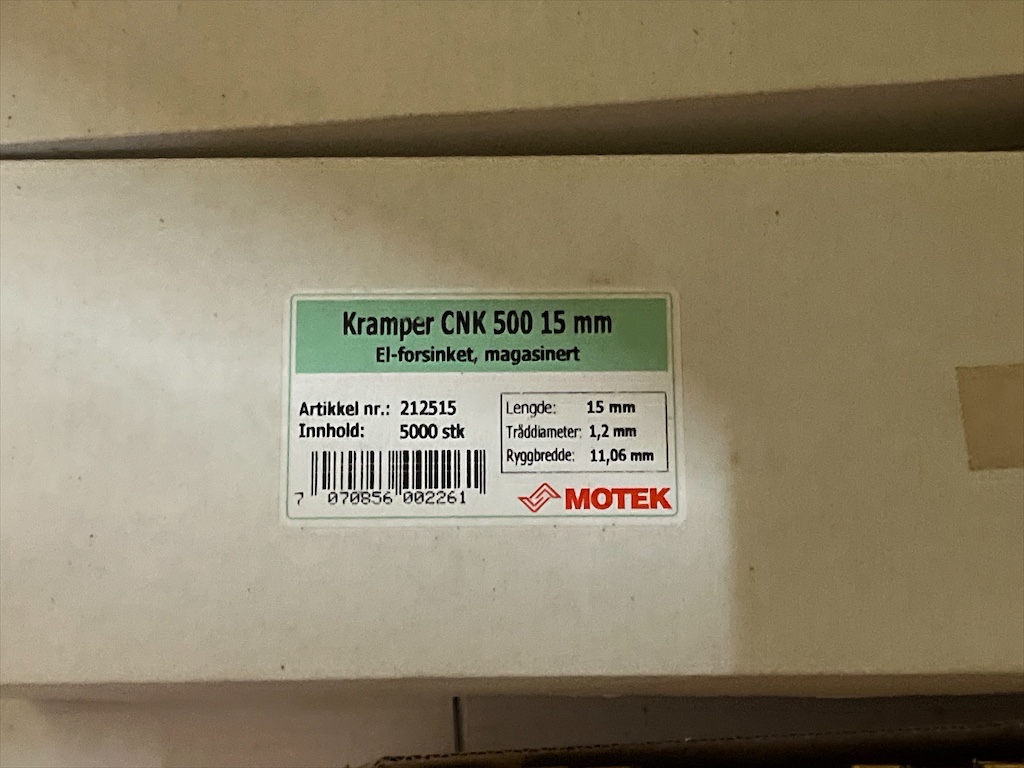 Kramper CNK 500 15 mm
El-forsinket, magasinert
Artikkel nr.: 212515
Innhold: 5000 stk
Lengde: 15 mm
Tråddiameter: 1,2 mm
Ryggbredde: 11,06 mm
7 070856 002261
MOTEK